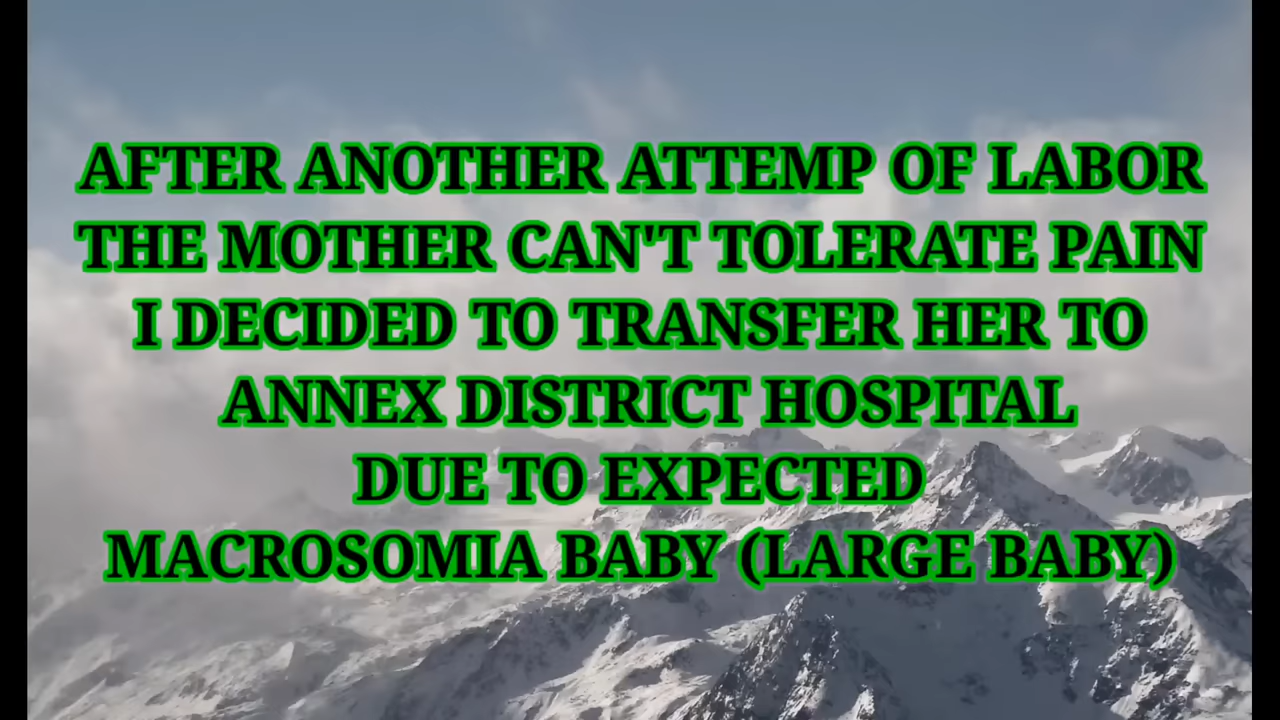 AFTER ANOTHER ATTEMP OF LABOR
THE MOTHER CAN'T TOLERATE PAIN
I DECIDED TO TRANSFER HER TO
ANNEX DISTRICT HOSPITAL
DUE TO EXPECTED
MACROSOMIA BABY (LARGE BABY)